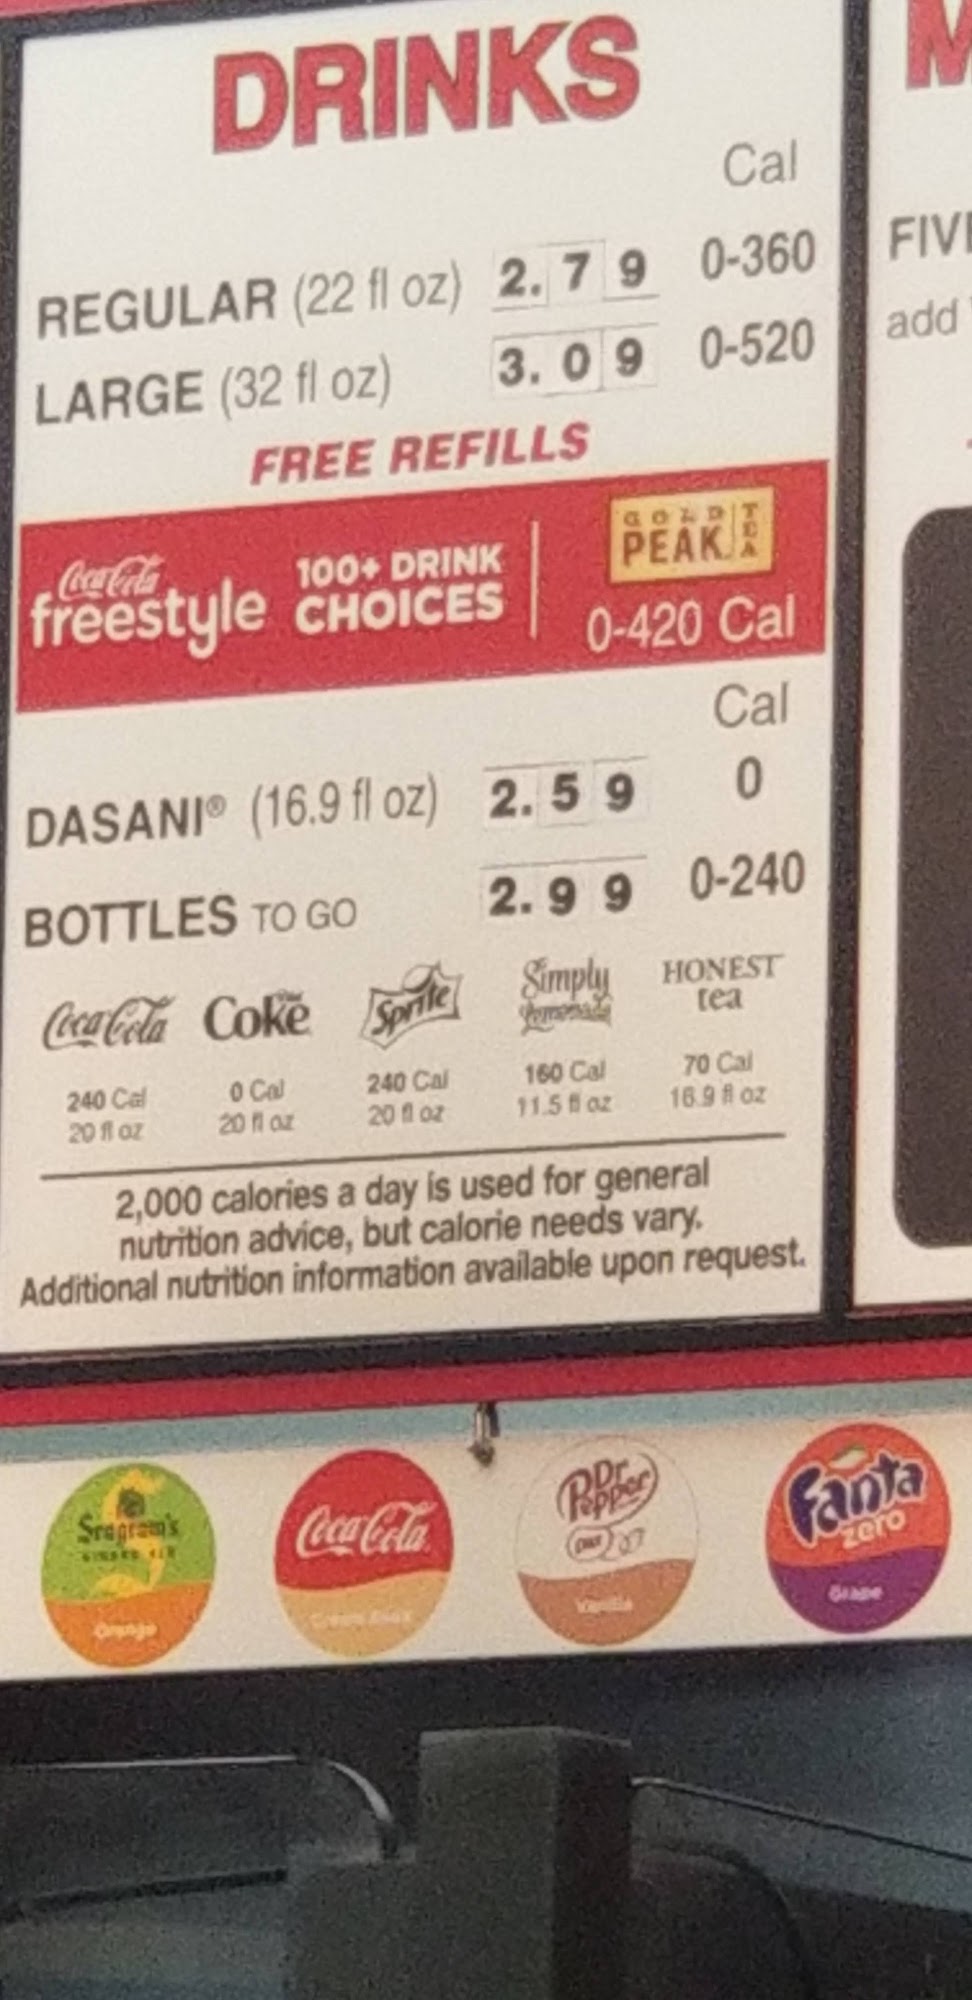 DRINKS
Cal
REGULAR (22 fl oz) 2.79 0-360
LARGE (32 fl oz) 3.09 0-520
FREE REFILLS
Coca-Cola
freestyle
100+ DRINK
CHOICES
GOLD
PEAK
TEA
0-420 Cal
Cal
DASANI® (16.9 fl oz) 2.59 0
BOTTLES TO GO 2.99 0-240
Coca-Cola Coke Sprite Simply HONEST
Lemonade tea
240 Cal 0 Cal 240 Cal 160 Cal 70 Cal
20 fl oz 20 fl oz 20 fl oz 11.5 fl oz 16.9 fl oz
2,000 calories a day is used for general
nutrition advice, but calorie needs vary.
Additional nutrition information available upon request.
M
FIV
add
Seagram's
GINGER ALE
Orange
Coca-Cola
Dr
Pepper
Vanilla
Fanta
zero
Grape